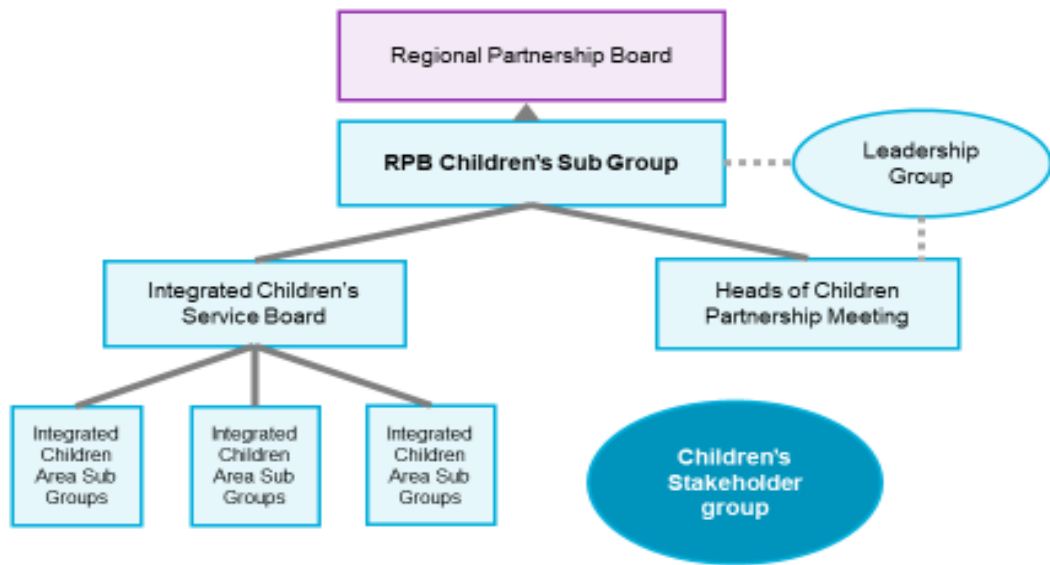 Regional Partnership Board
RPB Children's Sub Group
Leadership
Group
Integrated Children's
Service Board
Heads of Children
Partnership Meeting
Integrated
Children
Area Sub
Groups
Integrated
Children
Area Sub
Groups
Integrated
Children
Area Sub
Groups
Children's
Stakeholder
group